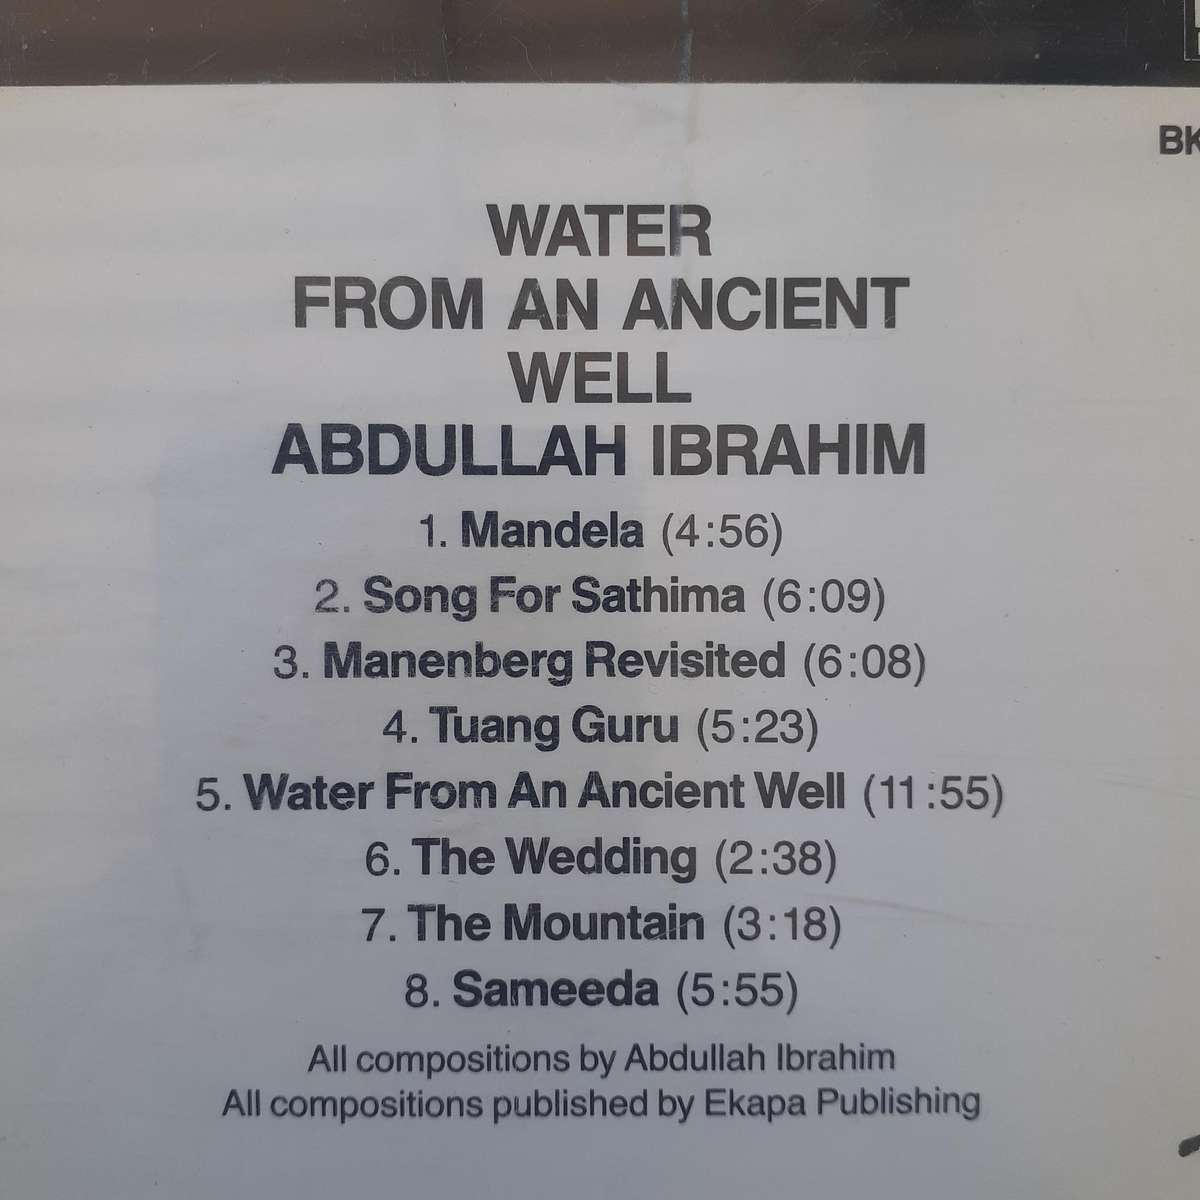 BK
WATER
FROM AN ANCIENT
WELL
ABDULLAH IBRAHIM
1. Mandela (4:56)
2. Song For Sathima (6:09)
3. Manenberg Revisited (6:08)
4. Tuang Guru (5:23)
5. Water From An Ancient Well (11:55)
6. The Wedding (2:38)
7. The Mountain (3:18)
8. Sameeda (5:55)
All compositions by Abdullah Ibrahim
All compositions published by Ekapa Publishing